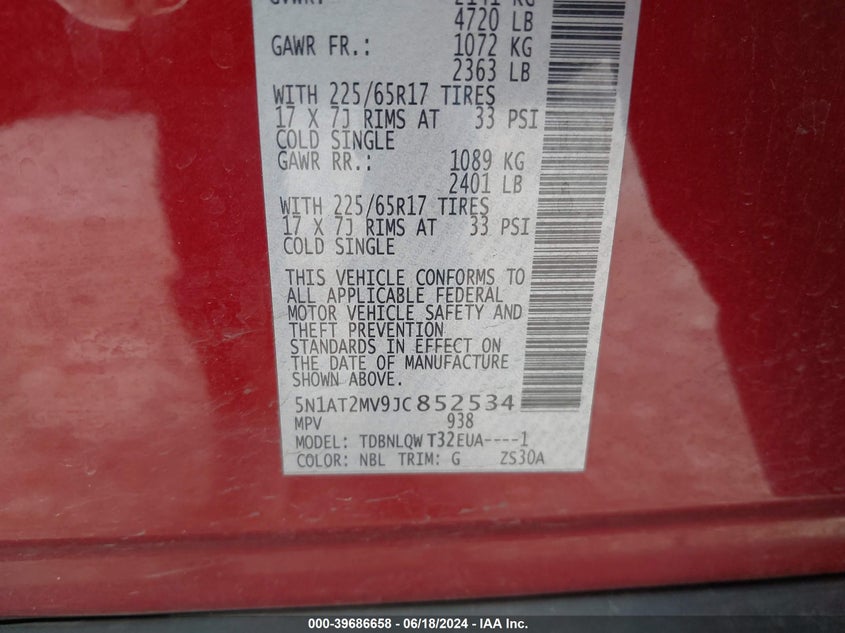 GVWR: 2141 KG
4720 LB
GAWR FR.: 1072 KG
2363 LB
WITH 225/65R17 TIRES
17 X 7J RIMS AT 33 PSI
COLD SINGLE
GAWR RR.: 1089 KG
2401 LB
WITH 225/65R17 TIRES
17 X 7J RIMS AT 33 PSI
COLD SINGLE
THIS VEHICLE CONFORMS TO
ALL APPLICABLE FEDERAL
MOTOR VEHICLE SAFETY AND
THEFT PREVENTION
STANDARDS IN EFFECT ON
THE DATE OF MANUFACTURE
SHOWN ABOVE.
5N1AT2MV9JC852534
MPV 938
MODEL: TDBNLQW T32EUA----1
COLOR: NBL TRIM: G ZS30A
000-39686658 - 06/18/2024 - IAA Inc.